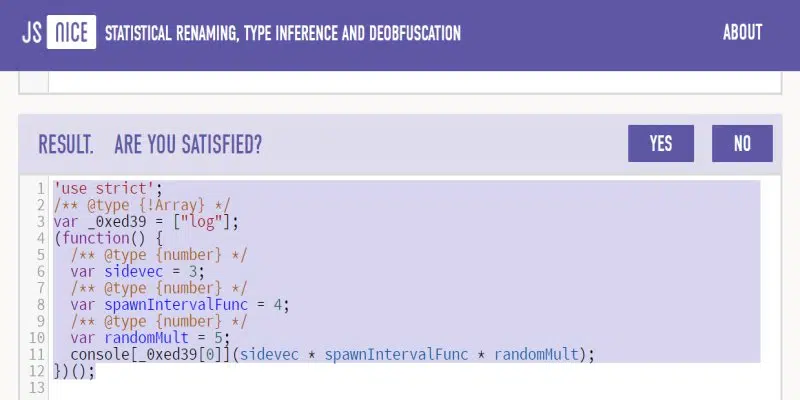 JS NICE STATISTICAL RENAMING, TYPE INFERENCE AND DEOBFUSCATION ABOUT
RESULT. ARE YOU SATISFIED? YES NO
1 'use strict';
2 /** @type {!Array} */
3 var _0xed39 = ["log"];
4 (function() {
5   /** @type {number} */
6   var sidevec = 3;
7   /** @type {number} */
8   var spawnIntervalFunc = 4;
9   /** @type {number} */
10   var randomMult = 5;
11   console[_0xed39[0]](sidevec * spawnIntervalFunc * randomMult);
12 })();
13